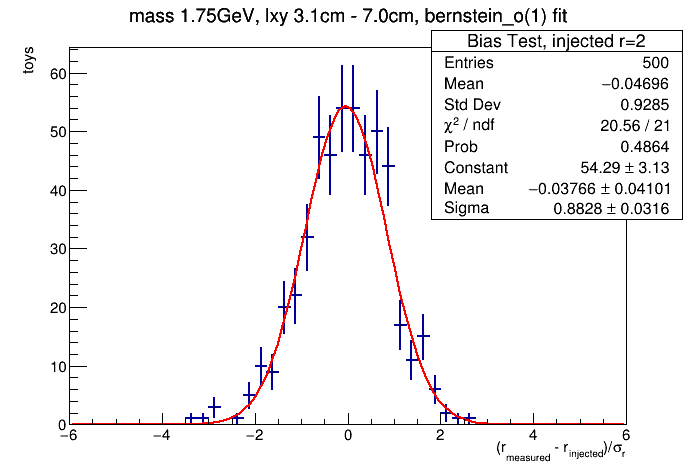 mass 1.75GeV, lxy 3.1cm - 7.0cm, bernstein_o(1) fit
toys
Bias Test, injected r=2
Entries 500
Mean −0.04696
Std Dev 0.9285
χ² / ndf 20.56 / 21
Prob 0.4864
Constant 54.29 ± 3.13
Mean −0.03766 ± 0.04101
Sigma 0.8828 ± 0.0316
60
50
40
30
20
10
0
−6 −4 −2 0 2 4 6
(r_measured - r_injected)/σ_r